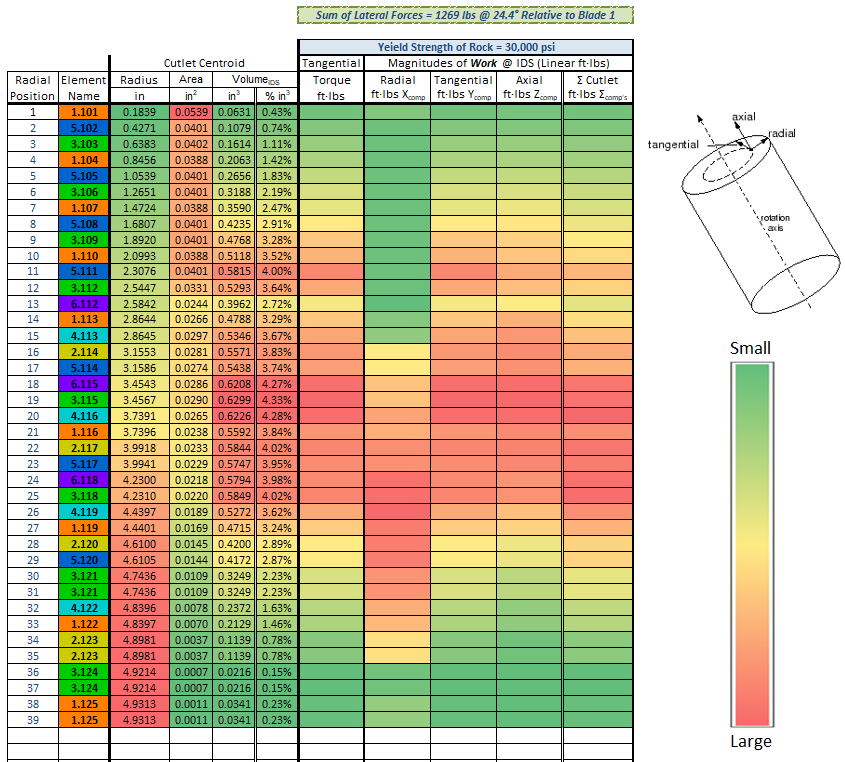 Sum of Lateral Forces = 1269 lbs @ 24.4° Relative to Blade 1
Yeield Strength of Rock = 30,000 psi
Cutlet Centroid Tangential Magnitudes of Work @ IDS (Linear ft·lbs)
Radial Element Radius Area VolumeIDS Torque Radial Tangential Axial Σ Cutlet
Position Name in in² in³ % in³ ft·lbs ft·lbs Xcomp ft·lbs Ycomp ft·lbs Zcomp ft·lbs Σcomp's
1 1.101 0.1839 0.0539 0.0631 0.43%
2 5.102 0.4271 0.0401 0.1079 0.74%
3 3.103 0.6383 0.0402 0.1614 1.11%
4 1.104 0.8456 0.0388 0.2063 1.42%
5 5.105 1.0539 0.0401 0.2656 1.83%
6 3.106 1.2651 0.0401 0.3188 2.19%
7 1.107 1.4724 0.0388 0.3590 2.47%
8 5.108 1.6807 0.0401 0.4235 2.91%
9 3.109 1.8920 0.0401 0.4768 3.28%
10 1.110 2.0993 0.0388 0.5118 3.52%
11 5.111 2.3076 0.0401 0.5815 4.00%
12 3.112 2.5447 0.0331 0.5293 3.64%
13 6.112 2.5842 0.0244 0.3962 2.72%
14 1.113 2.8644 0.0266 0.4788 3.29%
15 4.113 2.8645 0.0297 0.5346 3.67%
16 2.114 3.1553 0.0281 0.5571 3.83%
17 5.114 3.1586 0.0274 0.5438 3.74%
18 6.115 3.4543 0.0286 0.6208 4.27%
19 3.115 3.4567 0.0290 0.6299 4.33%
20 4.116 3.7391 0.0265 0.6226 4.28%
21 1.116 3.7396 0.0238 0.5592 3.84%
22 2.117 3.9918 0.0233 0.5844 4.02%
23 5.117 3.9941 0.0229 0.5747 3.95%
24 6.118 4.2300 0.0218 0.5794 3.98%
25 3.118 4.2310 0.0220 0.5849 4.02%
26 4.119 4.4397 0.0189 0.5272 3.62%
27 1.119 4.4401 0.0169 0.4715 3.24%
28 2.120 4.6100 0.0145 0.4200 2.89%
29 5.120 4.6105 0.0144 0.4172 2.87%
30 3.121 4.7436 0.0109 0.3249 2.23%
31 3.121 4.7436 0.0109 0.3249 2.23%
32 4.122 4.8396 0.0078 0.2372 1.63%
33 1.122 4.8397 0.0070 0.2129 1.46%
34 2.123 4.8981 0.0037 0.1139 0.78%
35 2.123 4.8981 0.0037 0.1139 0.78%
36 3.124 4.9214 0.0007 0.0216 0.15%
37 3.124 4.9214 0.0007 0.0216 0.15%
38 1.125 4.9313 0.0011 0.0341 0.23%
39 1.125 4.9313 0.0011 0.0341 0.23%
axial
radial
tangential
rotation
axis
Small
Large